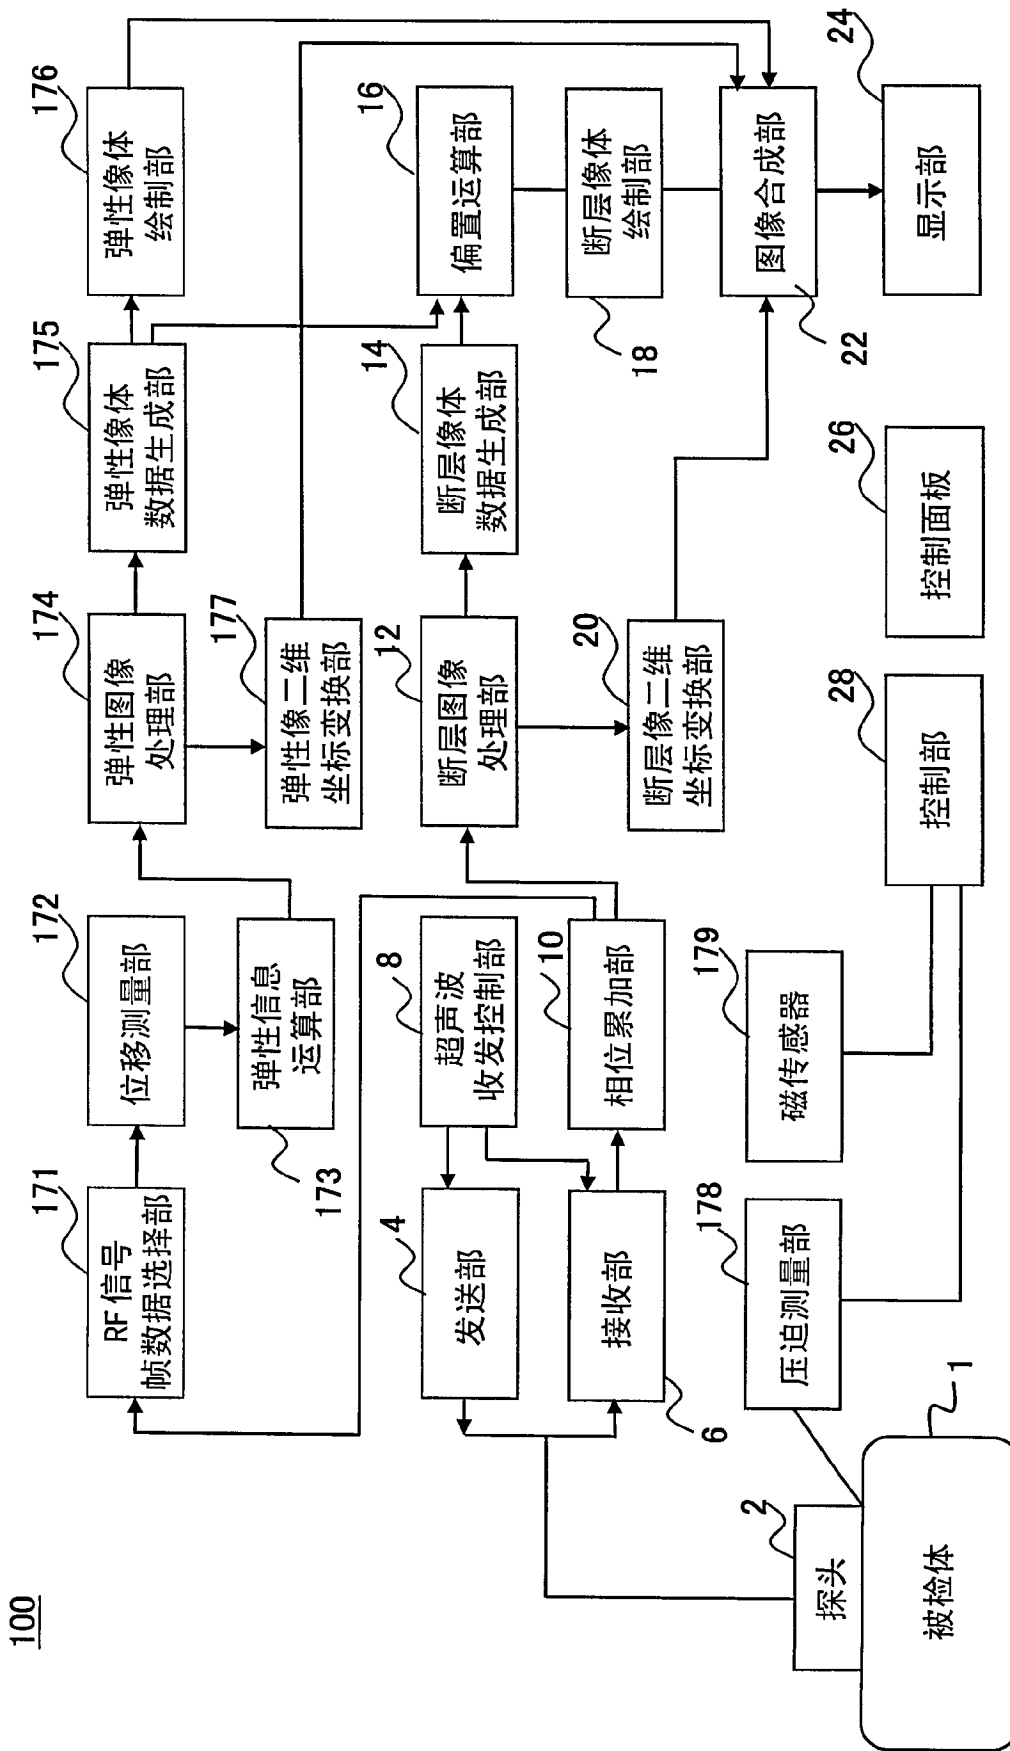 100
171
RF信号
帧数据选择部
172
位移测量部
173
弹性信息
运算部
174
弹性图像
处理部
175
弹性像体
数据生成部
176
弹性像体
绘制部
177
弹性像二维
坐标变换部
4
发送部
8
超声波
收发控制部
6
接收部
10
相位累加部
12
断层图像
处理部
14
断层像体
数据生成部
16
偏置运算部
18
断层像体
绘制部
20
断层像二维
坐标变换部
22
图像合成部
24
显示部
178
压迫测量部
179
磁传感器
28
控制部
26
控制面板
2
探头
1
被检体